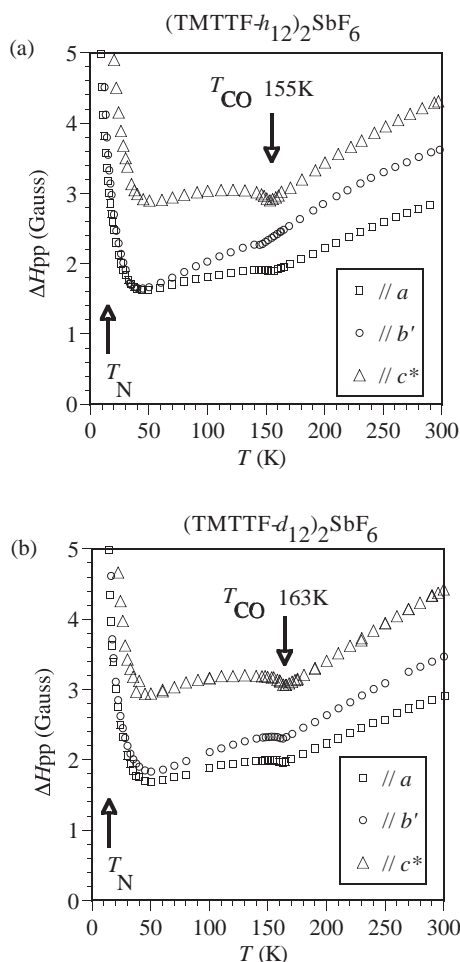 (TMTTF-h12)2SbF6
(a)
5
TCO 155K
4
3
ΔHpp (Gauss)
2
// a
// b'
1
TN
// c*
0
0 50 100 150 200 250 300
T (K)
(TMTTF-d12)2SbF6
(b)
5
TCO 163K
4
3
ΔHpp (Gauss)
2
// a
// b'
1
TN
// c*
0
0 50 100 150 200 250 300
T (K)